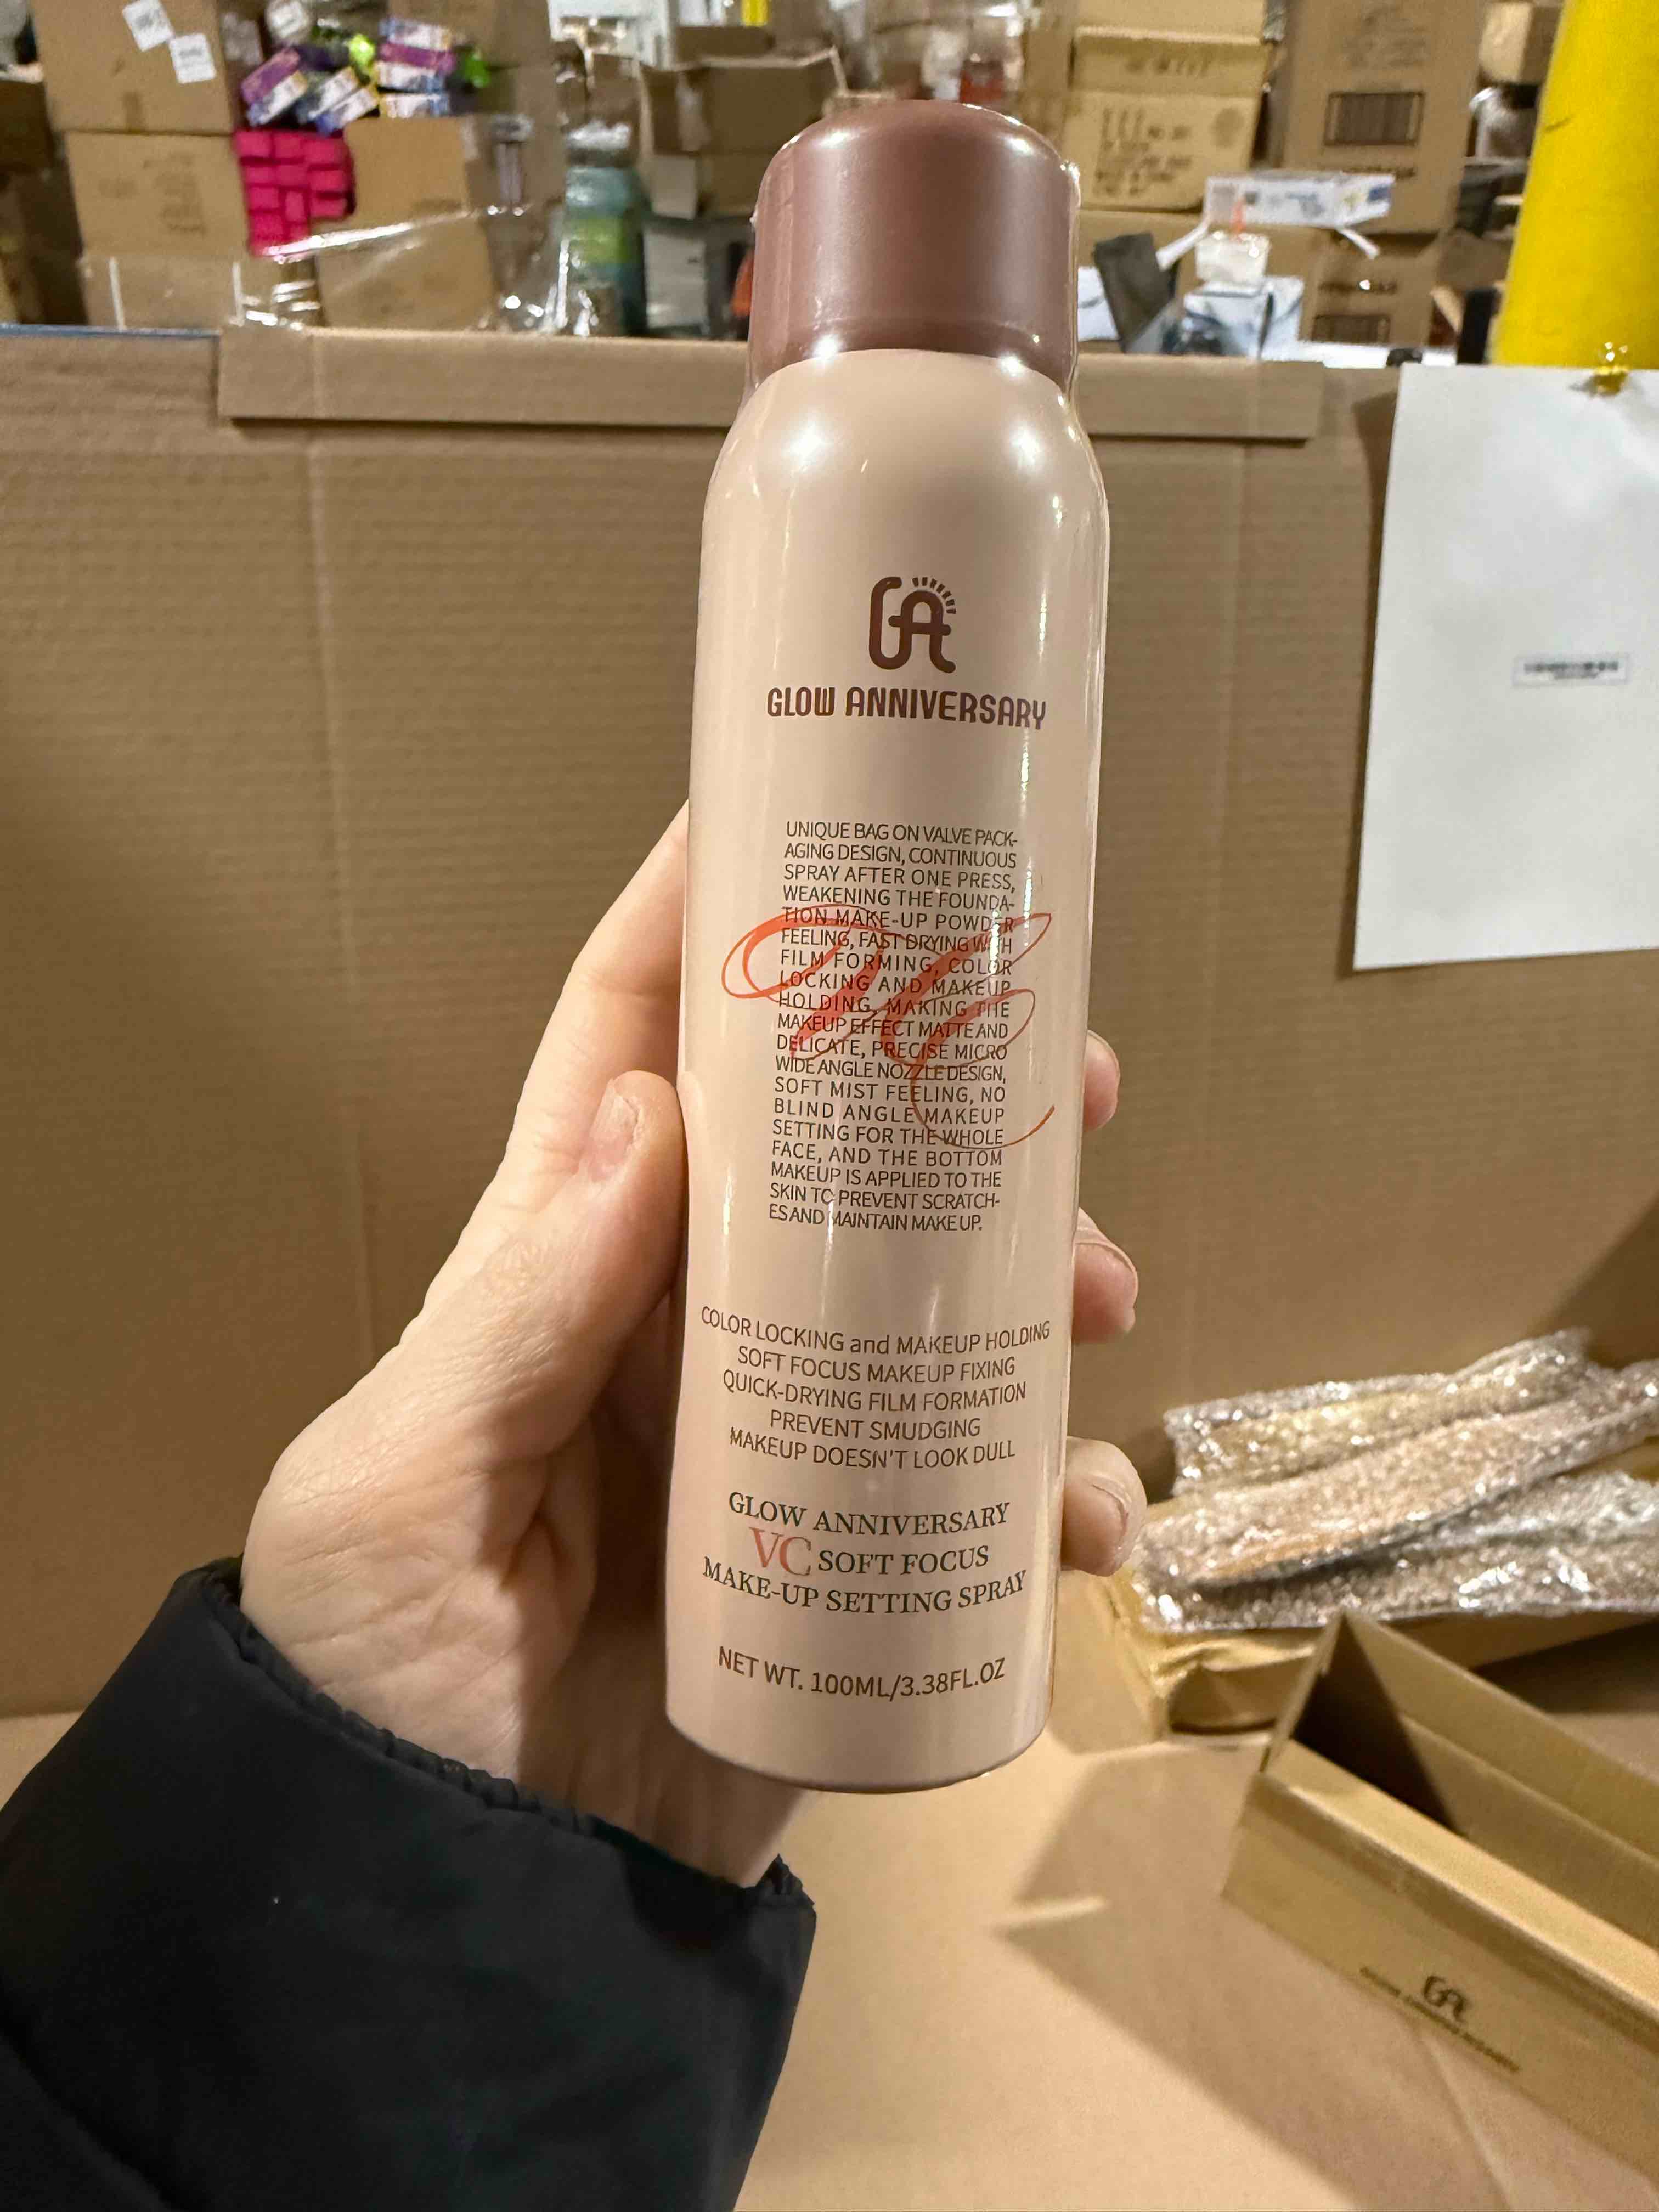 GA
GLOW ANNIVERSARY
UNIQUE BAG ON VALVE PACK-
AGING DESIGN, CONTINUOUS
SPRAY AFTER ONE PRESS,
WEAKENING THE FOUNDA-
TION MAKE-UP POWDER
FEELING, FAST DRYING WITH
FILM FORMING, COLOR
LOCKING AND MAKEUP
HOLDING, MAKING THE
MAKEUP EFFECT MATTE AND
DELICATE, PRECISE MICRO
WIDE ANGLE NOZZLE DESIGN,
SOFT MIST FEELING, NO
BLIND ANGLE MAKEUP
SETTING FOR THE WHOLE
FACE, AND THE BOTTOM
MAKEUP IS APPLIED TO THE
SKIN TO PREVENT SCRATCH-
ES AND MAINTAIN MAKE UP.
VC
COLOR LOCKING and MAKEUP HOLDING
SOFT FOCUS MAKEUP FIXING
QUICK-DRYING FILM FORMATION
PREVENT SMUDGING
MAKEUP DOESN'T LOOK DULL
GLOW ANNIVERSARY
VC SOFT FOCUS
MAKE-UP SETTING SPRAY
NET WT. 100ML/3.38FL.OZ
GA